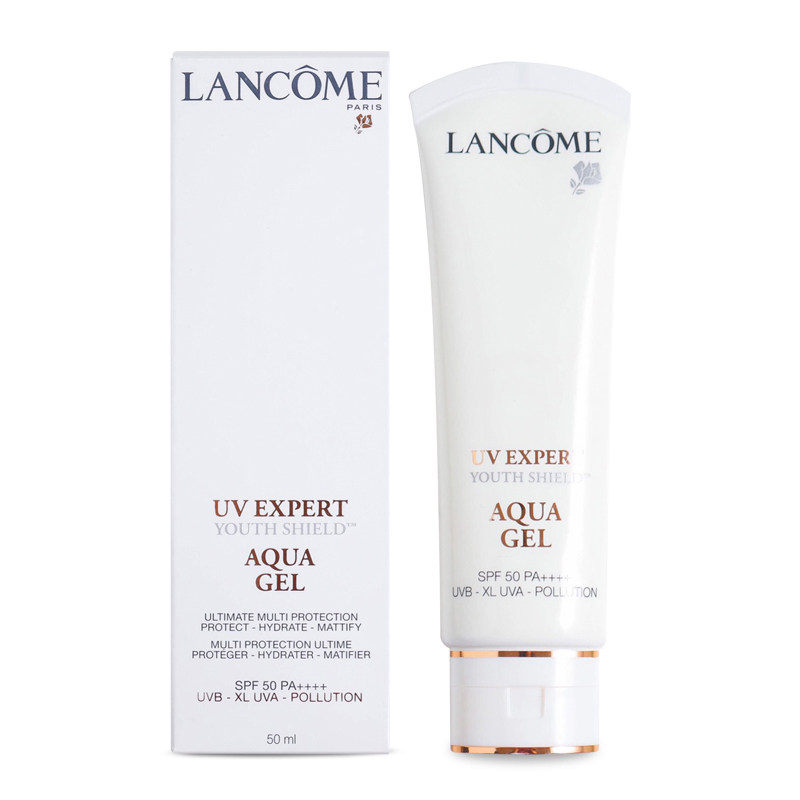 LANCÔME
PARIS
UV EXPERT
YOUTH SHIELD™
AQUA
GEL
ULTIMATE MULTI PROTECTION
PROTECT - HYDRATE - MATTIFY
MULTI PROTECTION ULTIME
PROTÉGER - HYDRATER - MATIFIER
SPF 50 PA++++
UVB - XL UVA - POLLUTION
50 ml
LANCÔME
UV EXPERT
YOUTH SHIELD™
AQUA
GEL
SPF 50 PA++++
UVB - XL UVA - POLLUTION